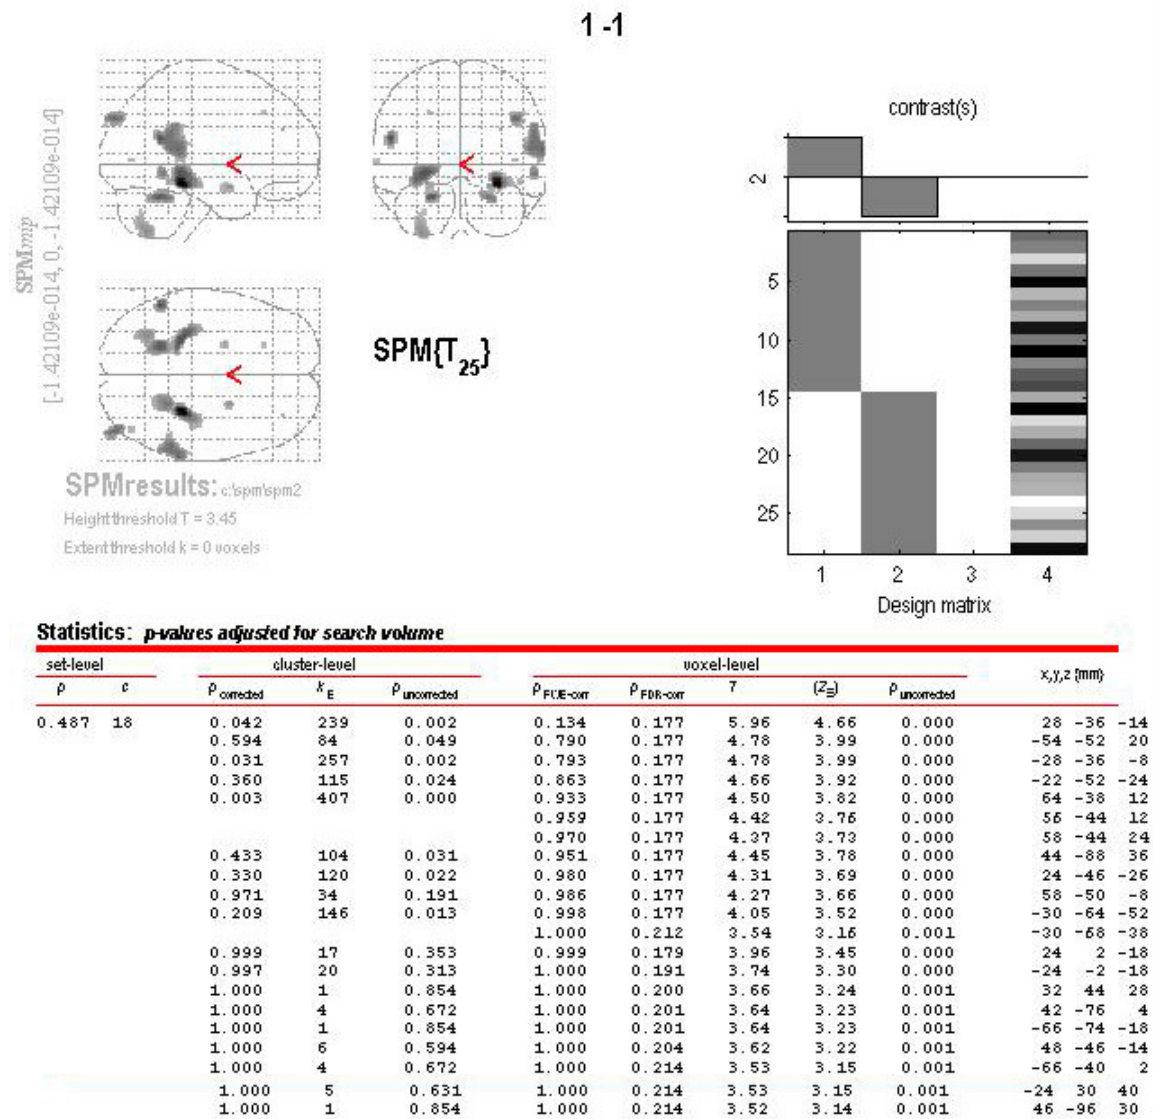 1 -1
contrast(s)
2
SPMmip
[-1.42109e-014, 0, -1.42109e-014]
SPM{T25}
5
10
15
20
25
1 2 3 4
Design matrix
SPMresults: c:\spm\spm2
Height threshold T = 3.45
Extent threshold k = 0 voxels
Statistics: p-values adjusted for search volume
set-level cluster-level voxel-level x,y,z {mm}
p c p corrected k E p uncorrected p FWE-corr p FDR-corr T (Z≡) p uncorrected
0.487 18 0.042 239 0.002 0.134 0.177 5.96 4.66 0.000 28 -36 -14
0.594 84 0.049 0.790 0.177 4.78 3.99 0.000 -54 -52 20
0.031 257 0.002 0.793 0.177 4.78 3.99 0.000 -28 -36 -8
0.360 115 0.024 0.863 0.177 4.66 3.92 0.000 -22 -52 -24
0.003 407 0.000 0.933 0.177 4.50 3.82 0.000 64 -38 12
0.959 0.177 4.42 3.76 0.000 56 -44 12
0.970 0.177 4.37 3.73 0.000 58 -44 24
0.433 104 0.031 0.951 0.177 4.45 3.78 0.000 44 -88 36
0.330 120 0.022 0.980 0.177 4.31 3.69 0.000 24 -46 -26
0.971 34 0.191 0.986 0.177 4.27 3.66 0.000 58 -50 -8
0.209 146 0.013 0.998 0.177 4.05 3.52 0.000 -30 -64 -52
1.000 0.212 3.54 3.16 0.001 -30 -68 -38
0.999 17 0.353 0.999 0.179 3.96 3.45 0.000 24 2 -18
0.997 20 0.313 1.000 0.191 3.74 3.30 0.000 -24 -2 -18
1.000 1 0.854 1.000 0.200 3.66 3.24 0.001 32 44 28
1.000 4 0.672 1.000 0.201 3.64 3.23 0.001 42 -76 4
1.000 1 0.854 1.000 0.201 3.64 3.23 0.001 -66 -74 -18
1.000 6 0.594 1.000 0.204 3.62 3.22 0.001 48 -46 -14
1.000 4 0.672 1.000 0.214 3.53 3.15 0.001 -66 -40 2
1.000 5 0.631 1.000 0.214 3.53 3.15 0.001 -24 30 40
1.000 1 0.854 1.000 0.214 3.52 3.14 0.001 46 -96 30